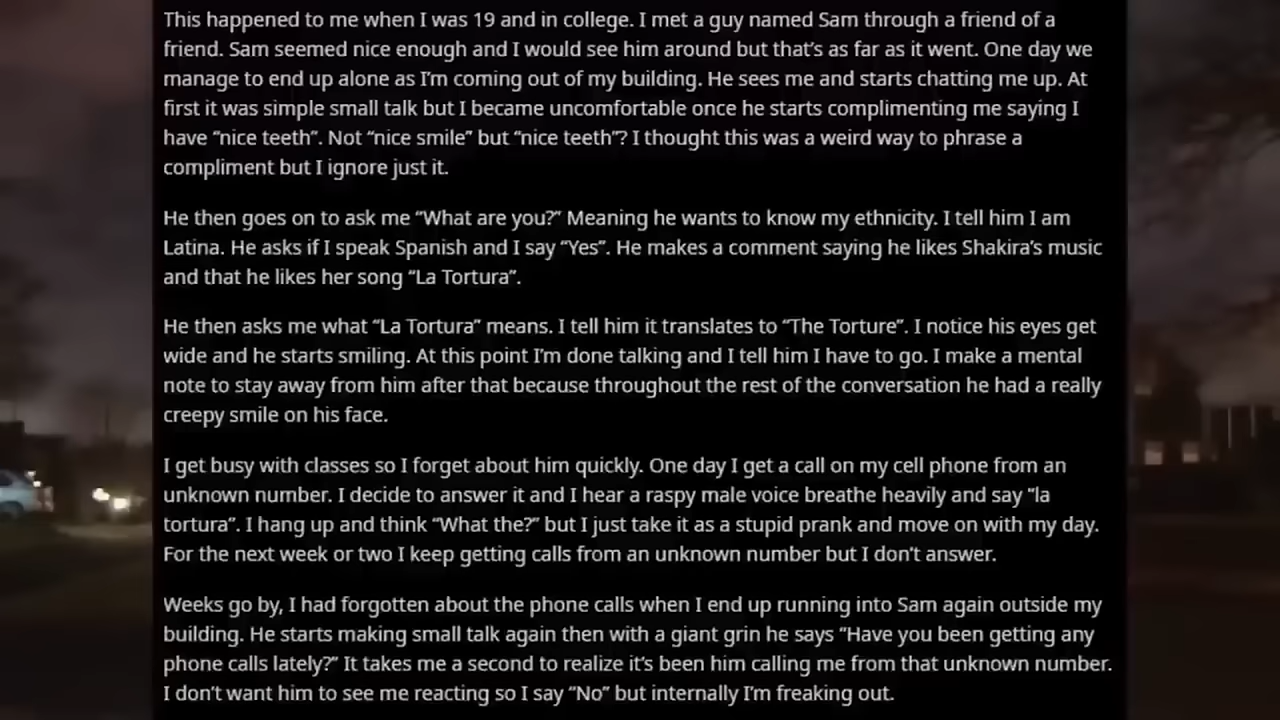 This happened to me when I was 19 and in college. I met a guy named Sam through a friend of a
friend. Sam seemed nice enough and I would see him around but that’s as far as it went. One day we
manage to end up alone as I’m coming out of my building. He sees me and starts chatting me up. At
first it was simple small talk but I became uncomfortable once he starts complimenting me saying I
have “nice teeth”. Not “nice smile” but “nice teeth”? I thought this was a weird way to phrase a
compliment but I ignore just it.
He then goes on to ask me “What are you?” Meaning he wants to know my ethnicity. I tell him I am
Latina. He asks if I speak Spanish and I say “Yes”. He makes a comment saying he likes Shakira’s music
and that he likes her song “La Tortura”.
He then asks me what “La Tortura” means. I tell him it translates to “The Torture”. I notice his eyes get
wide and he starts smiling. At this point I’m done talking and I tell him I have to go. I make a mental
note to stay away from him after that because throughout the rest of the conversation he had a really
creepy smile on his face.
I get busy with classes so I forget about him quickly. One day I get a call on my cell phone from an
unknown number. I decide to answer it and I hear a raspy male voice breathe heavily and say “la
tortura”. I hang up and think “What the?” but I just take it as a stupid prank and move on with my day.
For the next week or two I keep getting calls from an unknown number but I don’t answer.
Weeks go by, I had forgotten about the phone calls when I end up running into Sam again outside my
building. He starts making small talk again then with a giant grin he says “Have you been getting any
phone calls lately?” It takes me a second to realize it’s been him calling me from that unknown number.
I don’t want him to see me reacting so I say “No” but internally I’m freaking out.